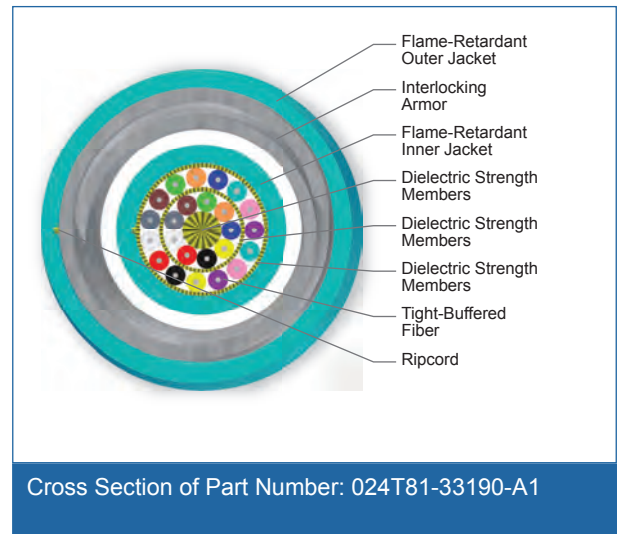 Flame-Retardant
Outer Jacket
Interlocking
Armor
Flame-Retardant
Inner Jacket
Dielectric Strength
Members
Dielectric Strength
Members
Dielectric Strength
Members
Tight-Buffered
Fiber
Ripcord
Cross Section of Part Number: 024T81-33190-A1